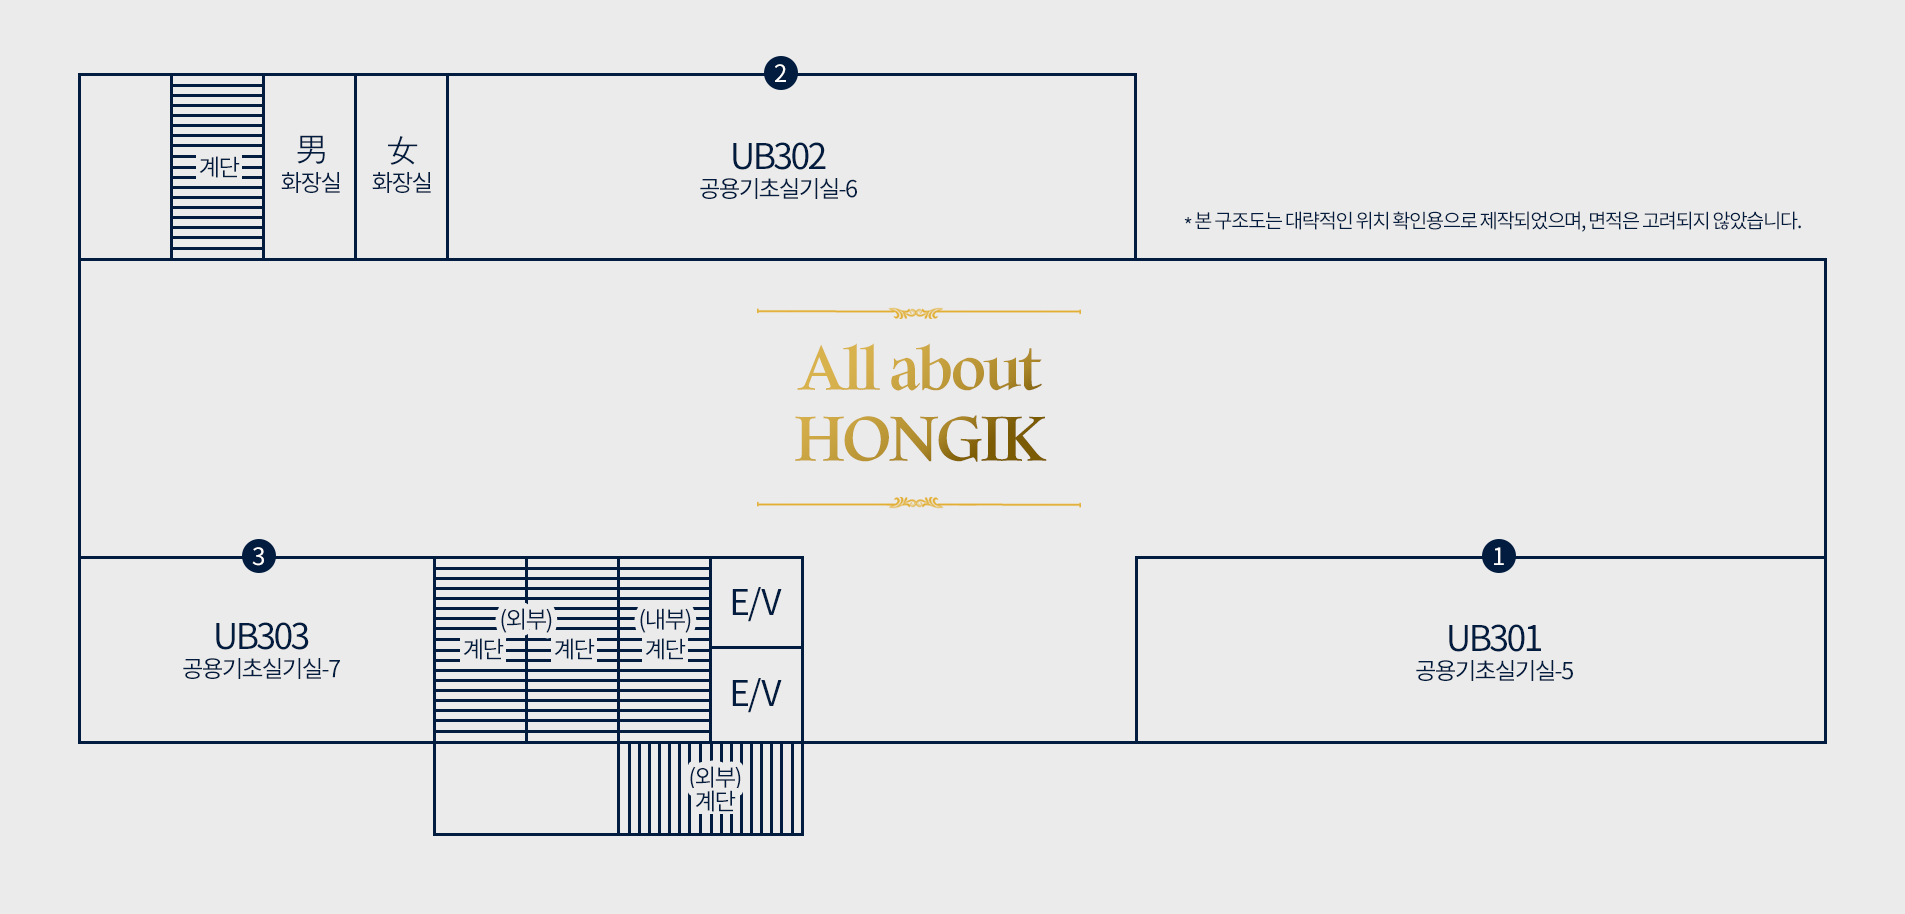 2
계단
男
화장실
女
화장실
UB302
공용기초실기실-6
* 본 구조도는 대략적인 위치 확인용으로 제작되었으며, 면적은 고려되지 않았습니다.
All about
HONGIK
3
UB303
공용기초실기실-7
(외부)
계단
계단
(내부)
계단
E/V
E/V
(외부)
계단
1
UB301
공용기초실기실-5